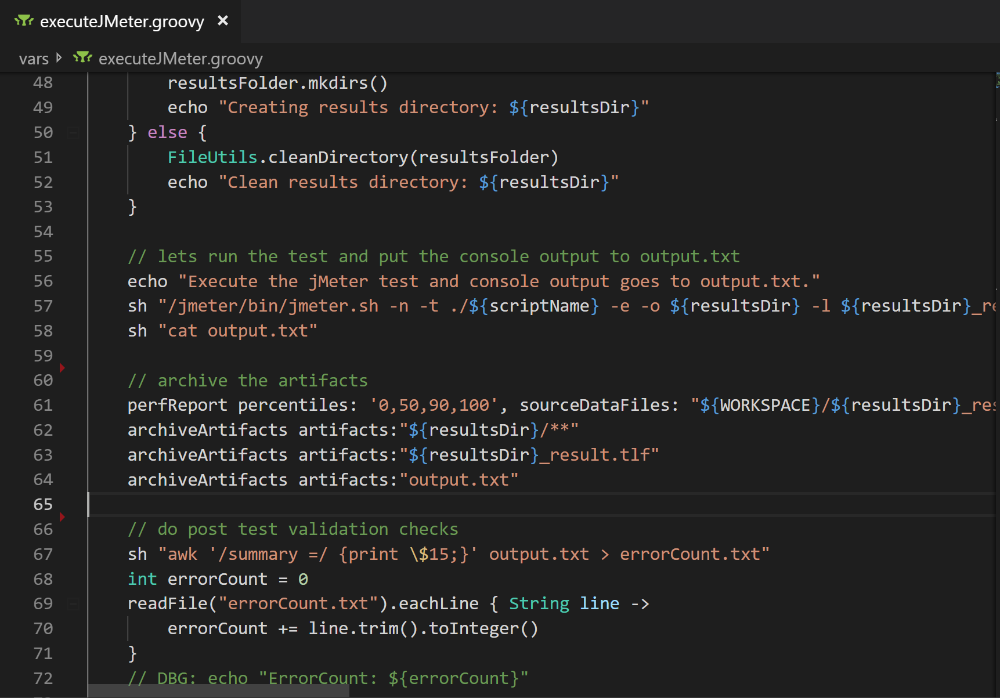 executeJMeter.groovy ×
vars executeJMeter.groovy
48 resultsFolder.mkdirs()
49 echo "Creating results directory: ${resultsDir}"
50 } else {
51 FileUtils.cleanDirectory(resultsFolder)
52 echo "Clean results directory: ${resultsDir}"
53 }
54
55 // lets run the test and put the console output to output.txt
56 echo "Execute the jMeter test and console output goes to output.txt."
57 sh "/jmeter/bin/jmeter.sh -n -t ./${scriptName} -e -o ${resultsDir} -l ${resultsDir}_re
58 sh "cat output.txt"
59
60 // archive the artifacts
61 perfReport percentiles: '0,50,90,100', sourceDataFiles: "${WORKSPACE}/${resultsDir}_res
62 archiveArtifacts artifacts:"${resultsDir}/**"
63 archiveArtifacts artifacts:"${resultsDir}_result.tlf"
64 archiveArtifacts artifacts:"output.txt"
65
66 // do post test validation checks
67 sh "awk '/summary =/ {print \$15;}' output.txt > errorCount.txt"
68 int errorCount = 0
69 readFile("errorCount.txt").eachLine { String line ->
70 errorCount += line.trim().toInteger()
71 }
72 // DBG: echo "ErrorCount: ${errorCount}"